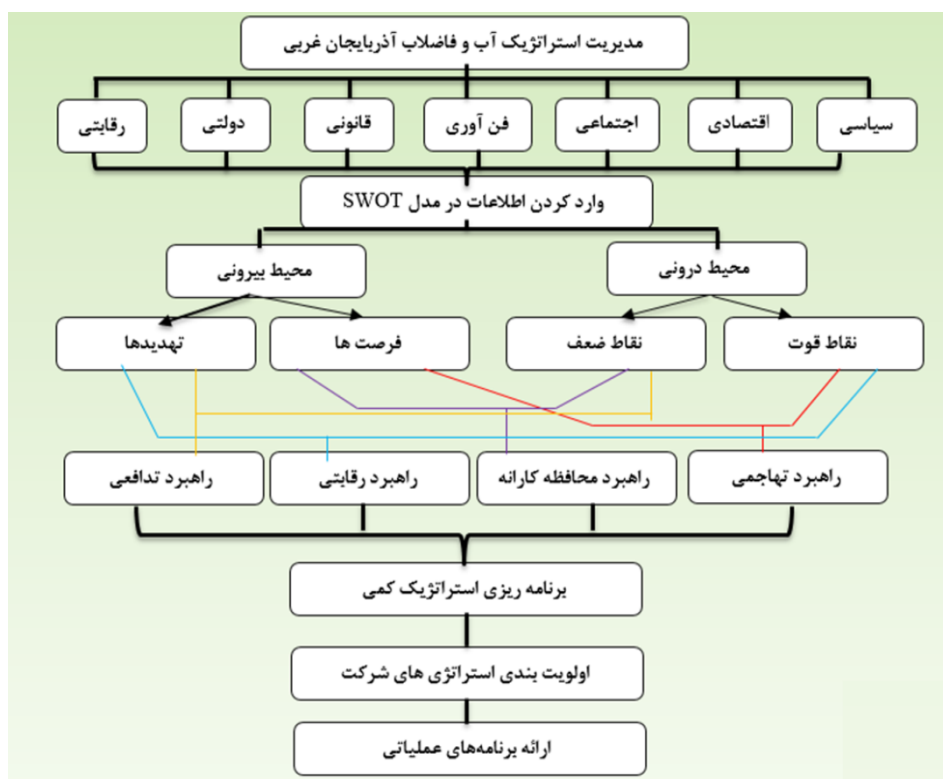 مدیریت استراتژیک آب و فاضلاب آذربایجان غربی
سیاسی
اقتصادی
اجتماعی
فن آوری
قانونی
دولتی
رقابتی
وارد کردن اطلاعات در مدل SWOT
محیط درونی
محیط بیرونی
نقاط قوت
نقاط ضعف
فرصت ها
تهدیدها
راهبرد تهاجمی
راهبرد محافظه کارانه
راهبرد رقابتی
راهبرد تدافعی
برنامه ریزی استراتژیک کمی
اولویت بندی استراتژی های شرکت
ارائه برنامه‌های عملیاتی